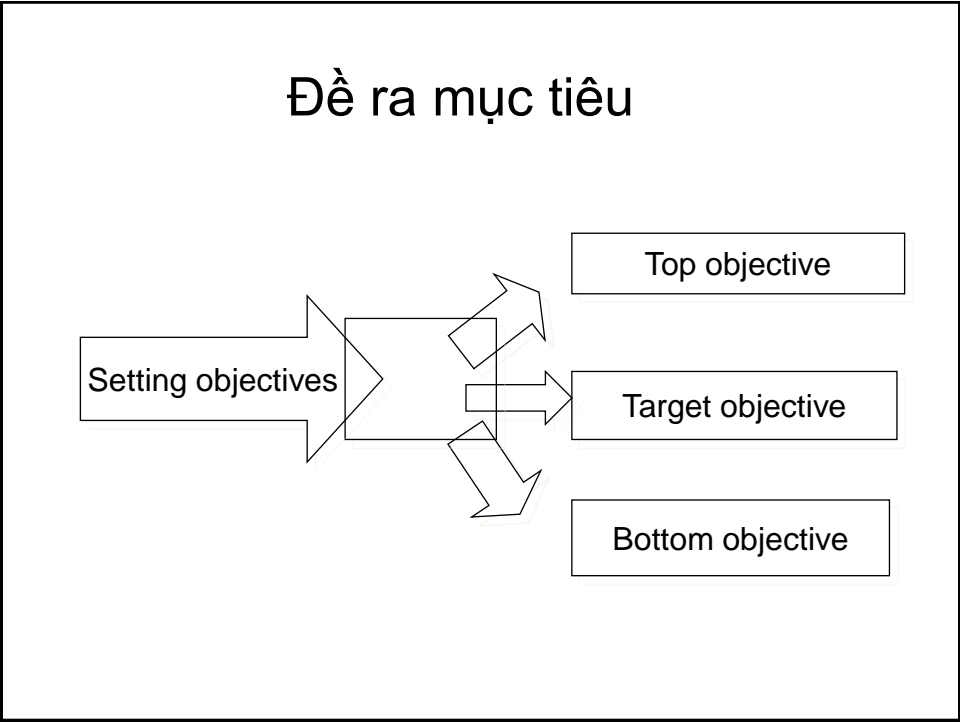 Đề ra mục tiêu
Top objective
Setting objectives
Target objective
Bottom objective